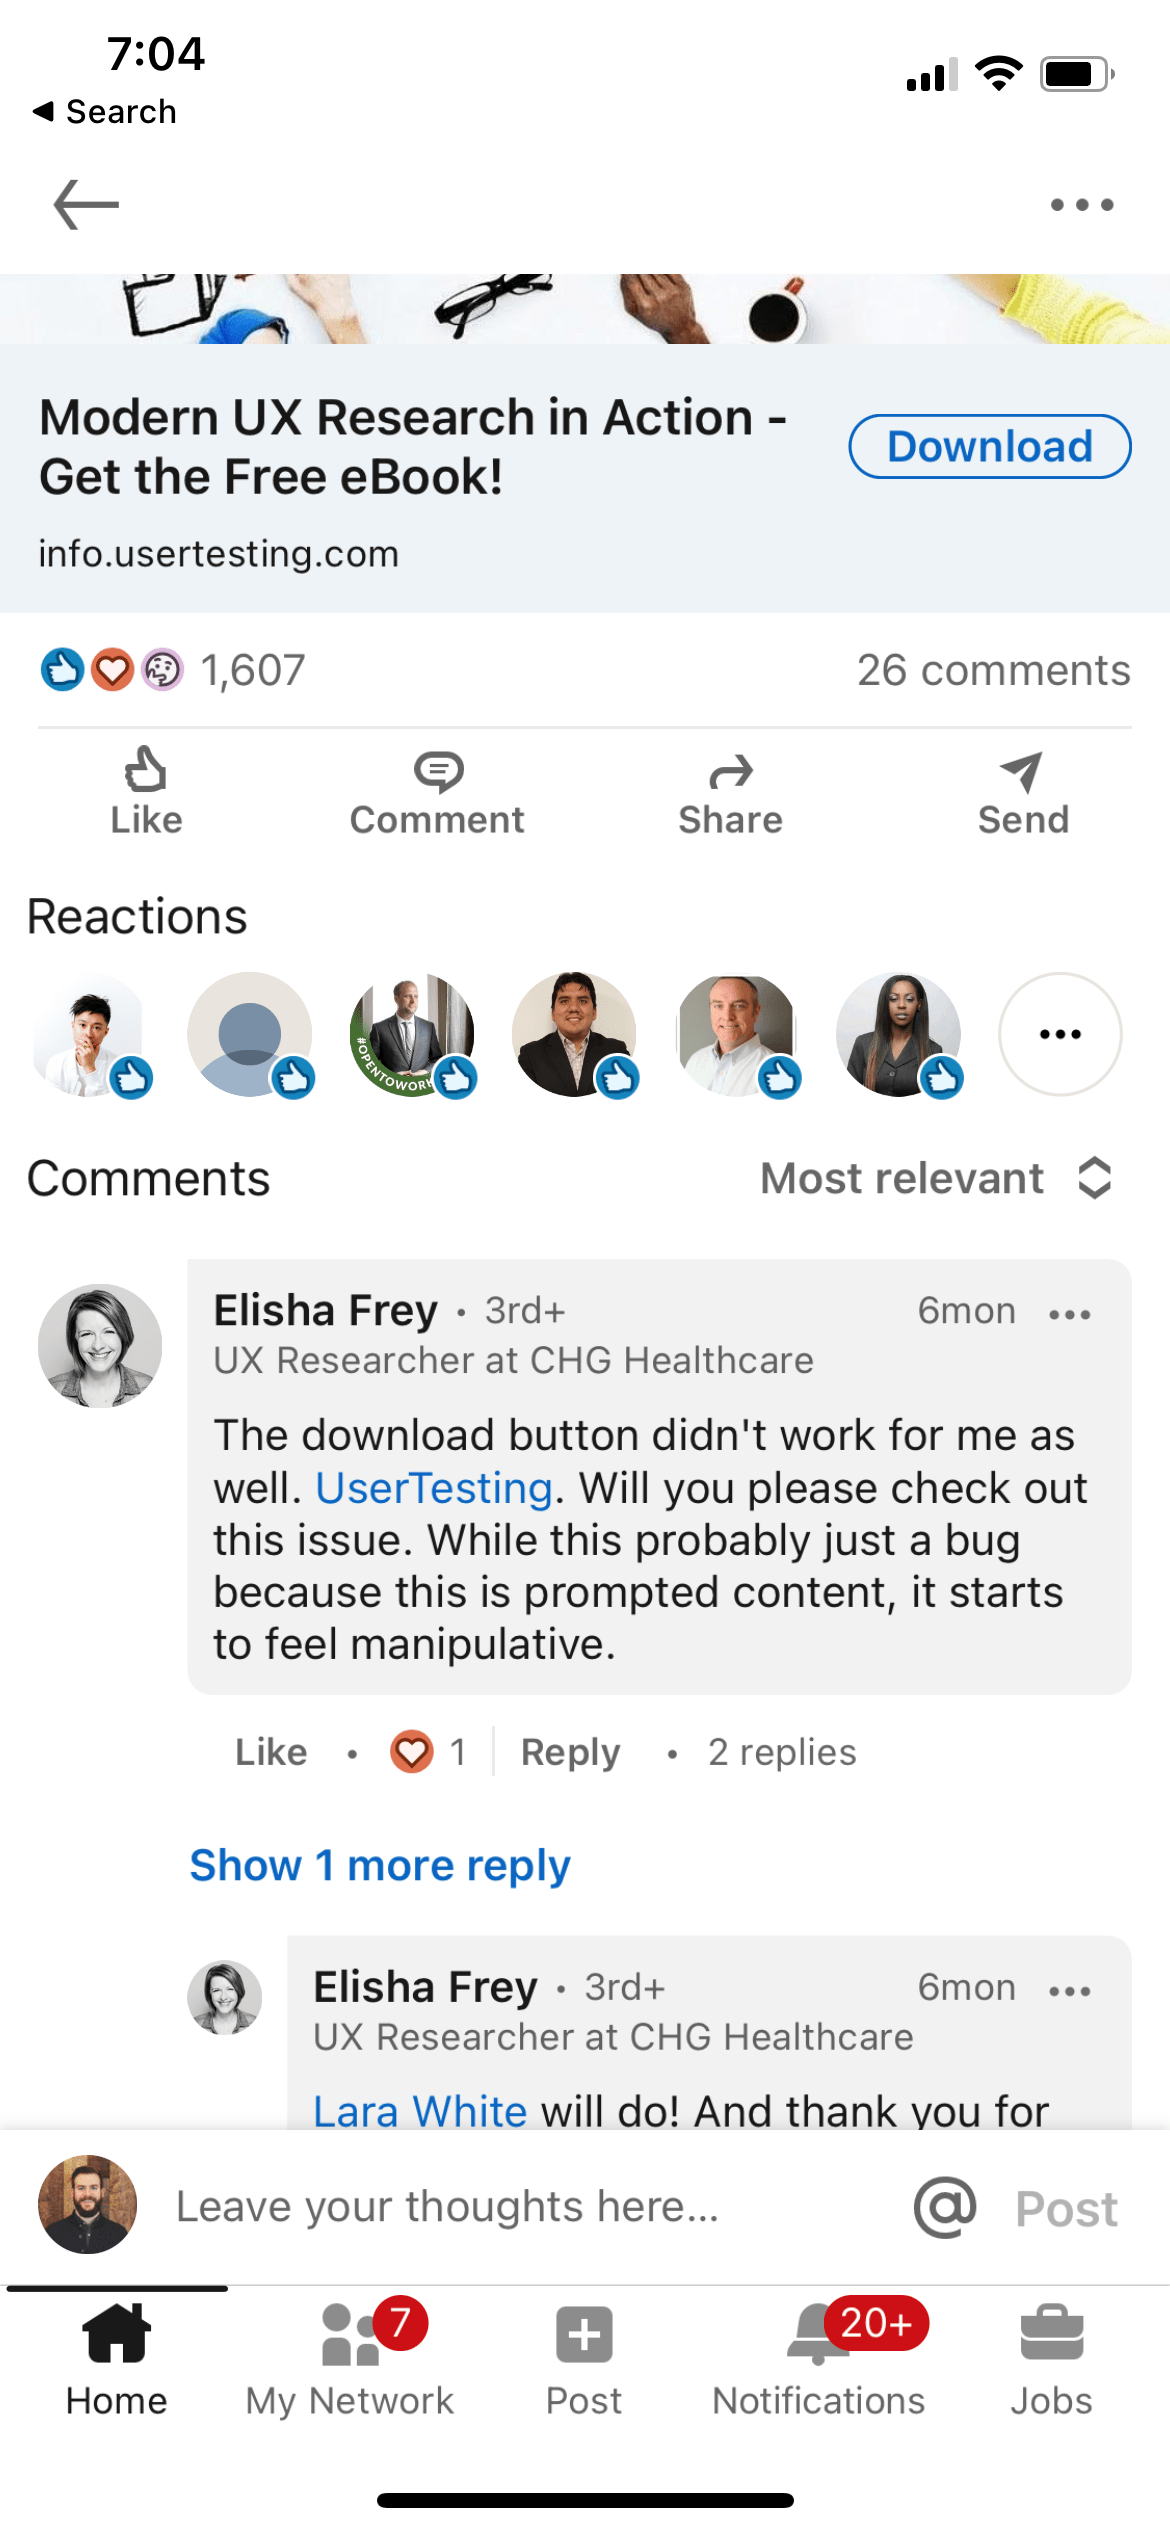 7:04
◀ Search
Modern UX Research in Action -
Get the Free eBook!
Download
info.usertesting.com
1,607
26 comments
Like
Comment
Share
Send
Reactions
#OPENTOWORK
Comments
Most relevant
Elisha Frey • 3rd+
6mon
UX Researcher at CHG Healthcare
The download button didn't work for me as
well. UserTesting. Will you please check out
this issue. While this probably just a bug
because this is prompted content, it starts
to feel manipulative.
Like • 1 Reply • 2 replies
Show 1 more reply
Elisha Frey • 3rd+
6mon
UX Researcher at CHG Healthcare
Lara White will do! And thank you for
Leave your thoughts here...
@
Post
7
20+
Home
My Network
Post
Notifications
Jobs